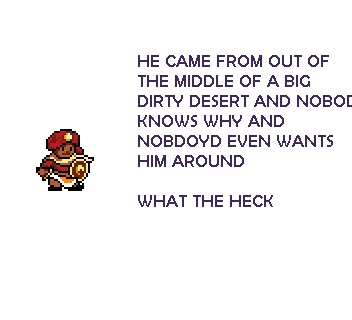 HE CAME FROM OUT OF
THE MIDDLE OF A BIG
DIRTY DESERT AND NOBOD
KNOWS WHY AND
NOBDOYD EVEN WANTS
HIM AROUND
WHAT THE HECK